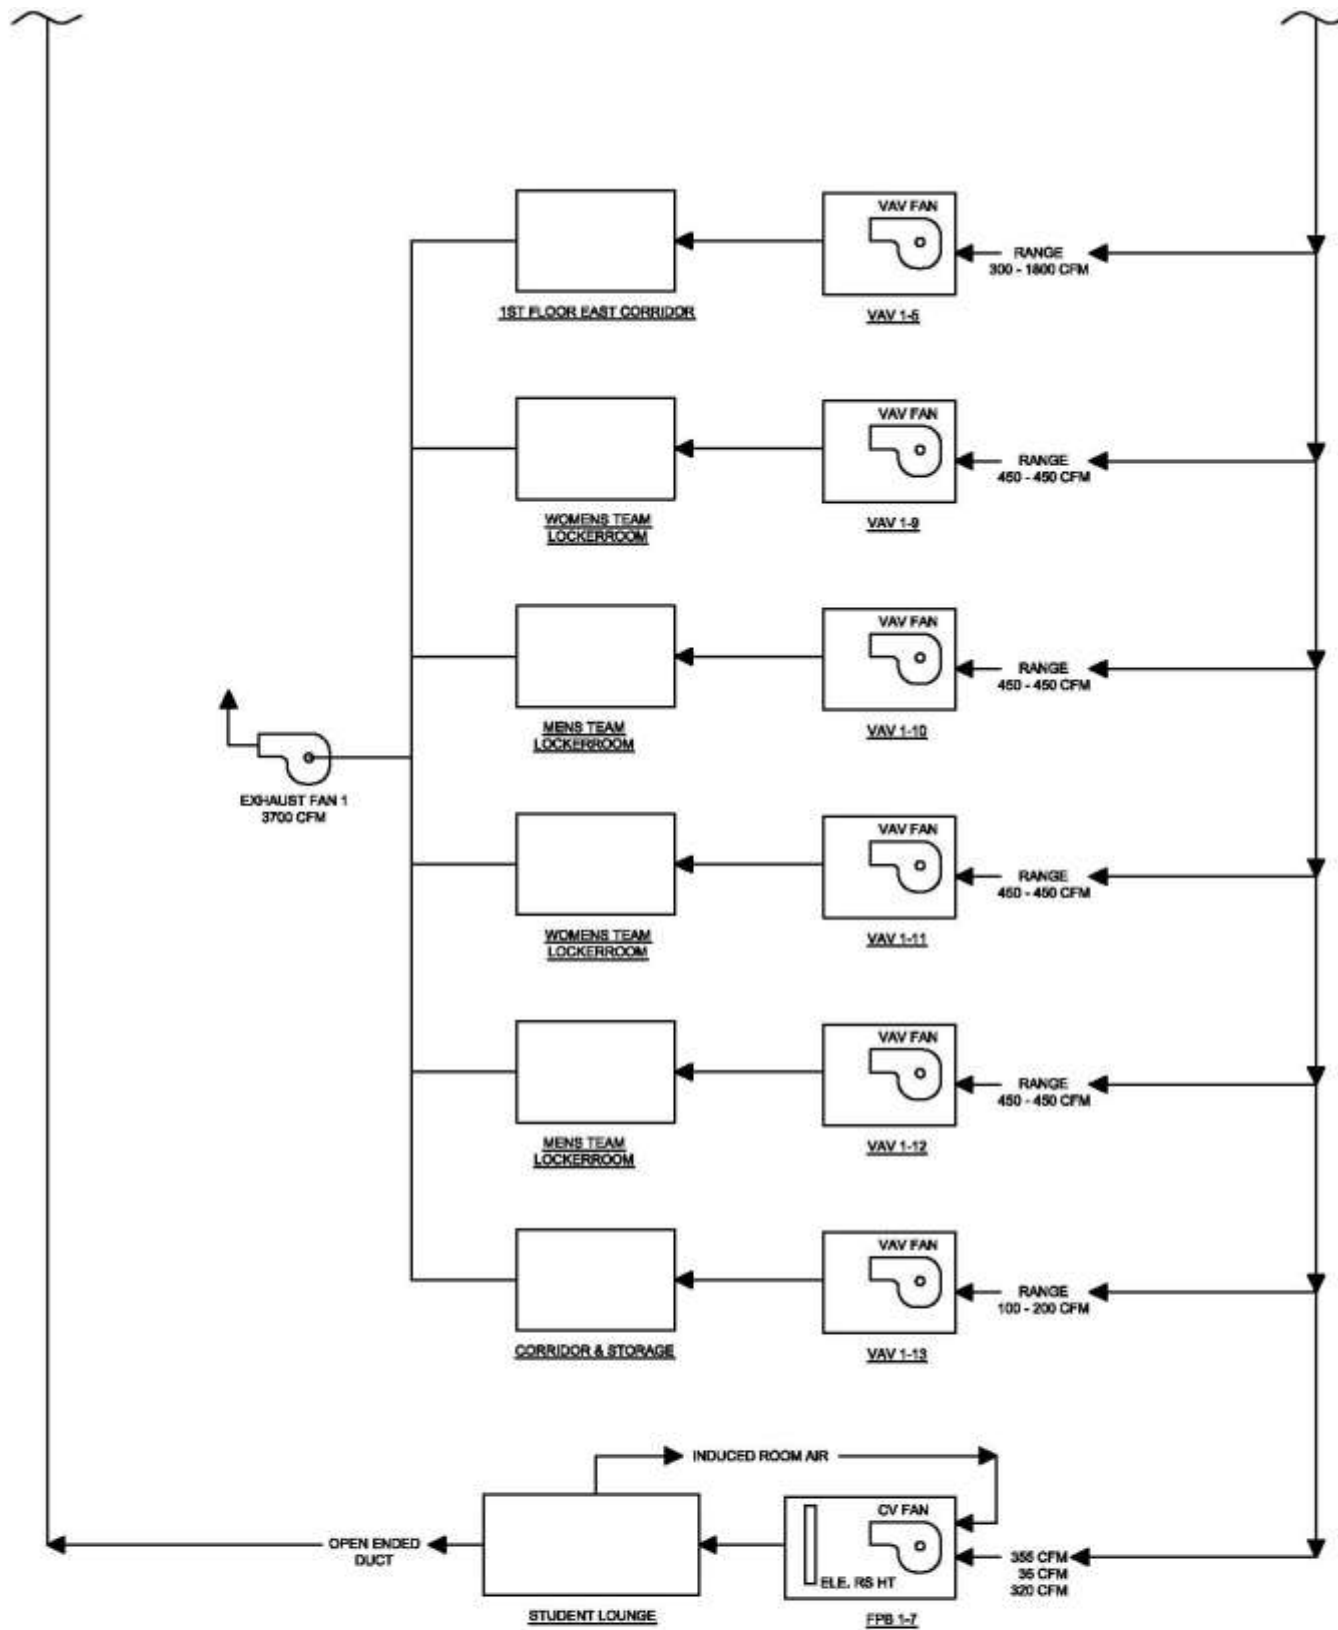 VAV FAN
RANGE
300 - 1800 CFM
1ST FLOOR EAST CORRIDOR
VAV 1-5
VAV FAN
RANGE
450 - 450 CFM
WOMENS TEAM
LOCKERROOM
VAV 1-9
VAV FAN
RANGE
450 - 450 CFM
MENS TEAM
LOCKERROOM
VAV 1-10
EXHAUST FAN 1
3700 CFM
VAV FAN
RANGE
450 - 450 CFM
WOMENS TEAM
LOCKERROOM
VAV 1-11
VAV FAN
RANGE
450 - 450 CFM
MENS TEAM
LOCKERROOM
VAV 1-12
VAV FAN
RANGE
100 - 200 CFM
CORRIDOR & STORAGE
VAV 1-13
INDUCED ROOM AIR
CV FAN
OPEN ENDED
DUCT
355 CFM
35 CFM
320 CFM
ELE. RS HT
STUDENT LOUNGE
FPB 1-7